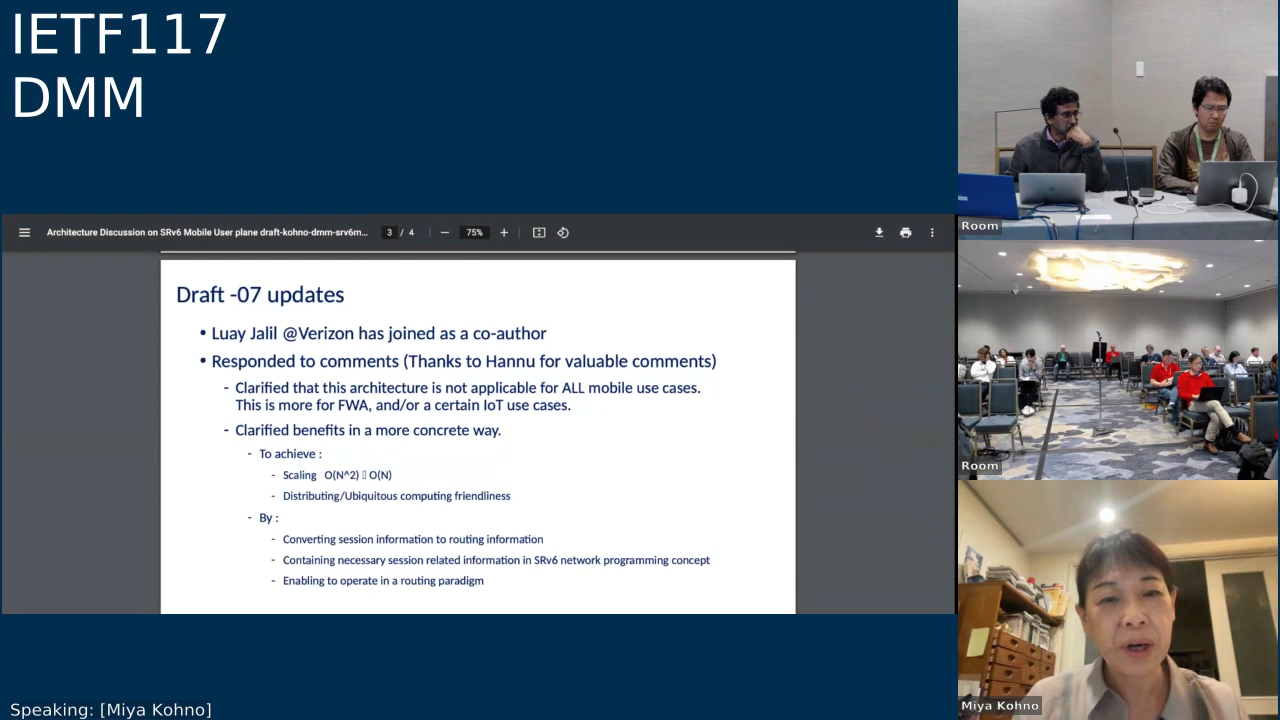 IETF117
DMM
Architecture Discussion on SRv6 Mobile User plane draft-kohno-dmm-srv6m...
3 / 4
75%
Draft -07 updates
• Luay Jalil @Verizon has joined as a co-author
• Responded to comments (Thanks to Hannu for valuable comments)
- Clarified that this architecture is not applicable for ALL mobile use cases.
This is more for FWA, and/or a certain IoT use cases.
- Clarified benefits in a more concrete way.
- To achieve :
- Scaling O(N^2) ▯ O(N)
- Distributing/Ubiquitous computing friendliness
- By :
- Converting session information to routing information
- Containing necessary session related information in SRv6 network programming concept
- Enabling to operate in a routing paradigm
Room
Room
Miya Kohno
Speaking: [Miya Kohno]